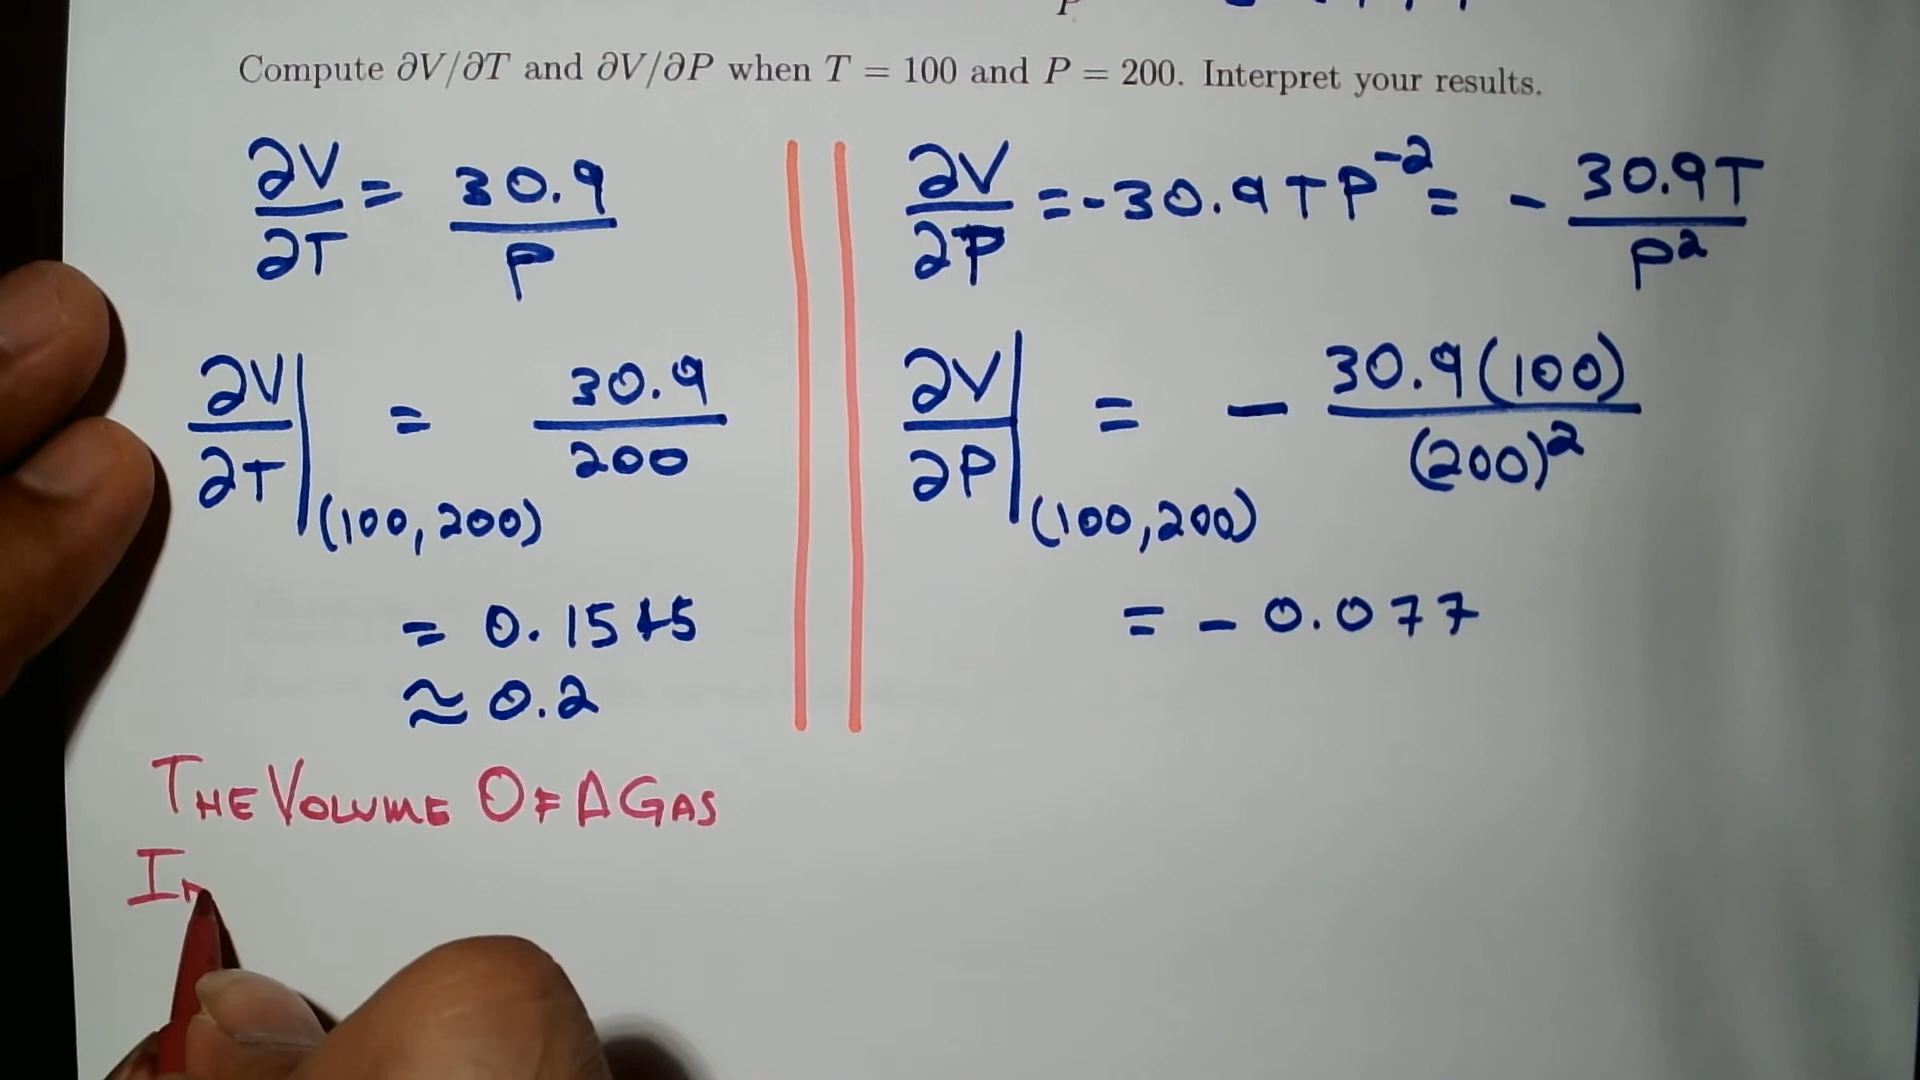 P
Compute ∂V/∂T and ∂V/∂P when T = 100 and P = 200. Interpret your results.
∂V/∂T = 30.9/P
∂V/∂P = -30.9TP^-2 = - 30.9T/P^2
∂V/∂T|(100,200) = 30.9/200
∂V/∂P|(100,200) = - 30.9(100)/(200)^2
= 0.1545
= -0.077
≈ 0.2
THE VOLUME OF A GAS
In